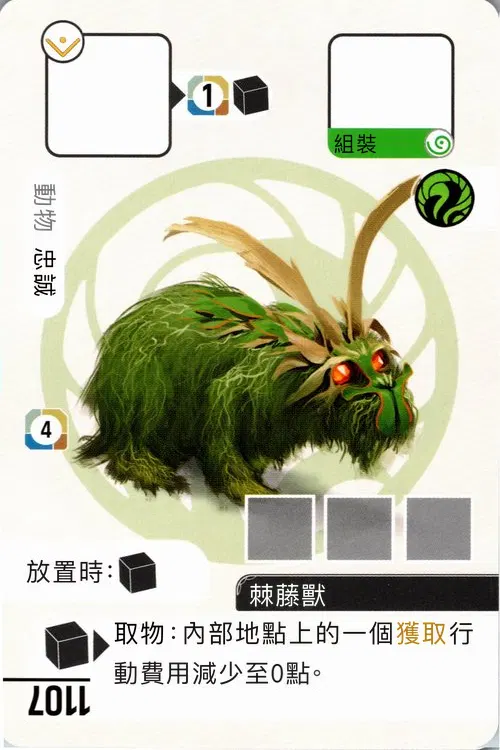 1
組裝
動物 忠誠
4
放置時:
棘藤獸
取物:內部地點上的一個獲取行
動費用減少至0點。
1107